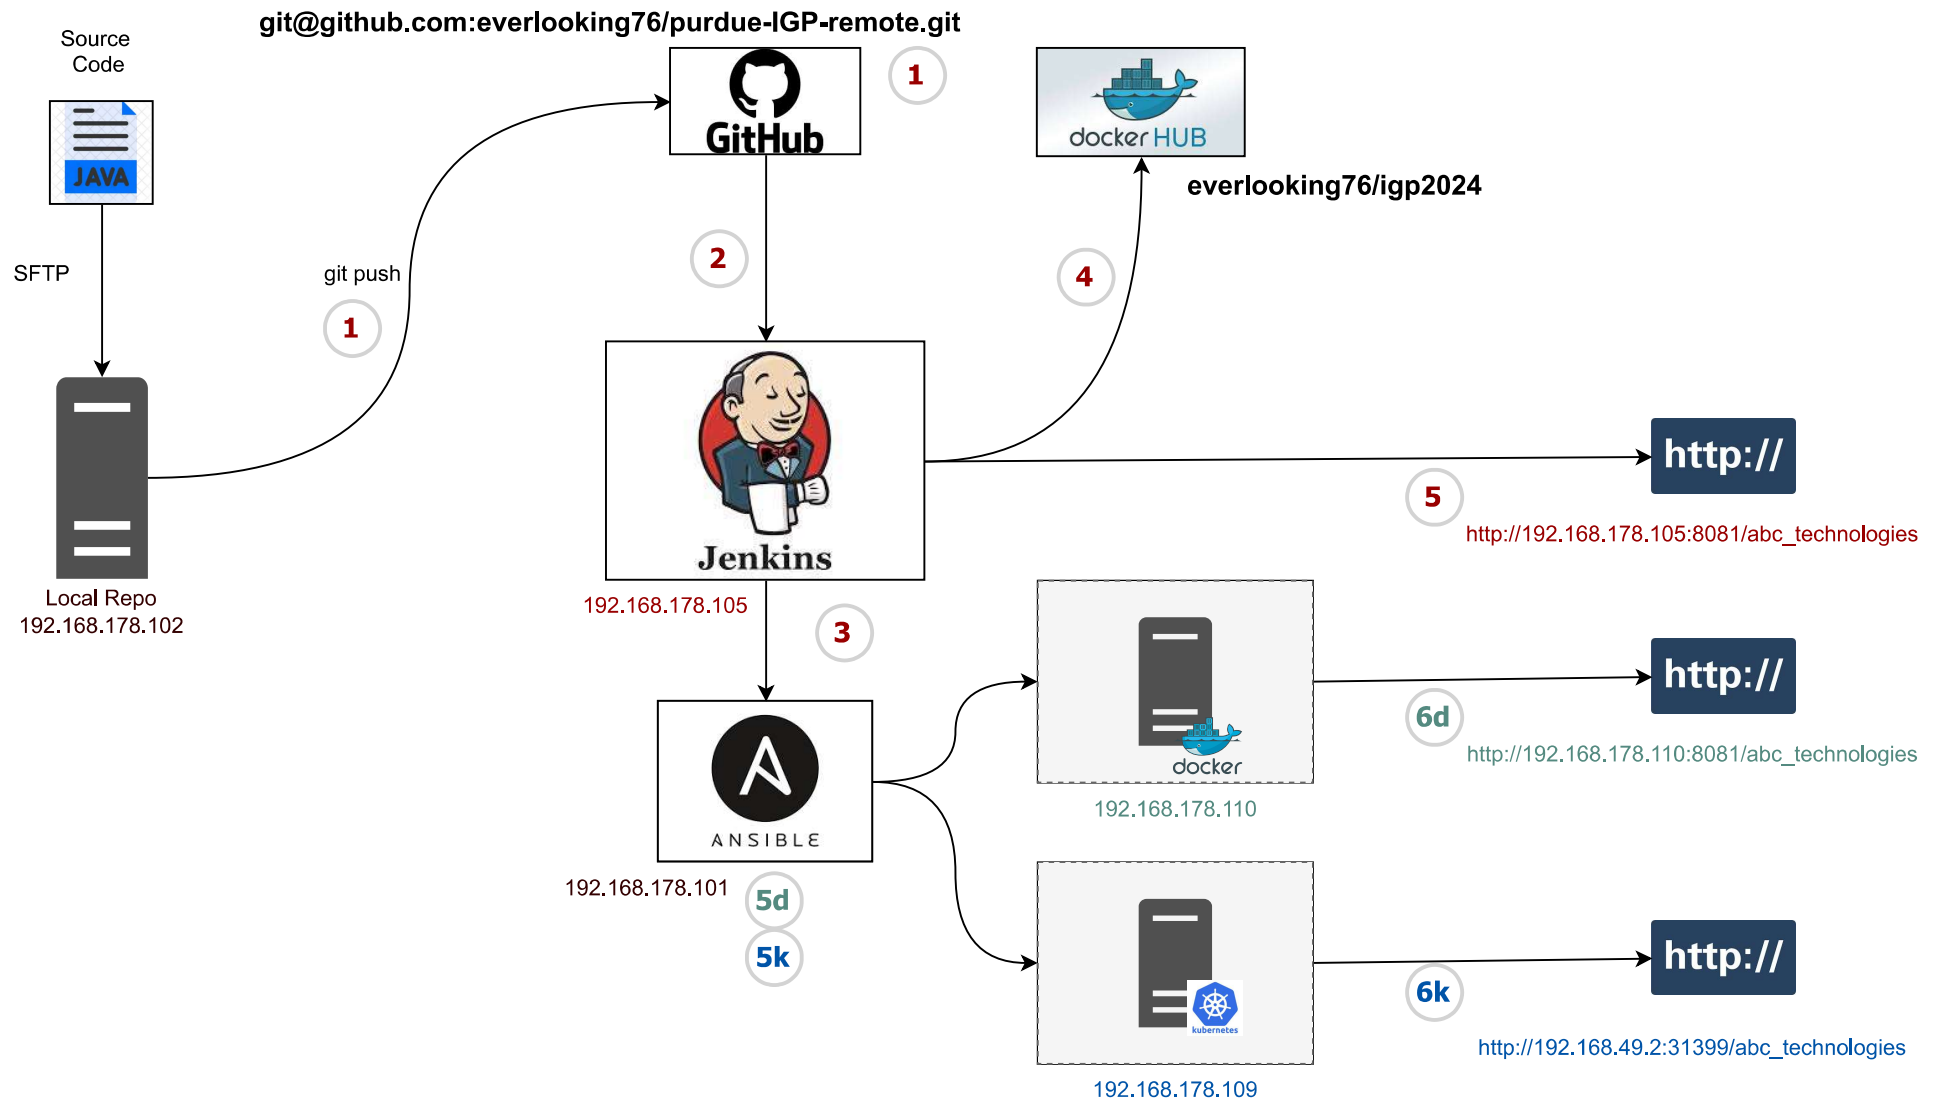 git@github.com:everlooking76/purdue-IGP-remote.git
Source
Code
JAVA
SFTP
git push
1
Local Repo
192.168.178.102
GitHub
1
2
docker HUB
everlooking76/igp2024
4
Jenkins
192.168.178.105
3
5
http://
http://192.168.178.105:8081/abc_technologies
ANSIBLE
192.168.178.101
5d
5k
docker
192.168.178.110
6d
http://
http://192.168.178.110:8081/abc_technologies
kubernetes
192.168.178.109
6k
http://
http://192.168.49.2:31399/abc_technologies